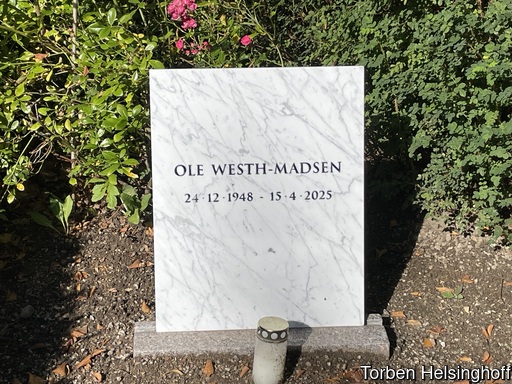 OLE WESTH-MADSEN
24·12·1948 - 15·4·2025
Torben Helsinghoff